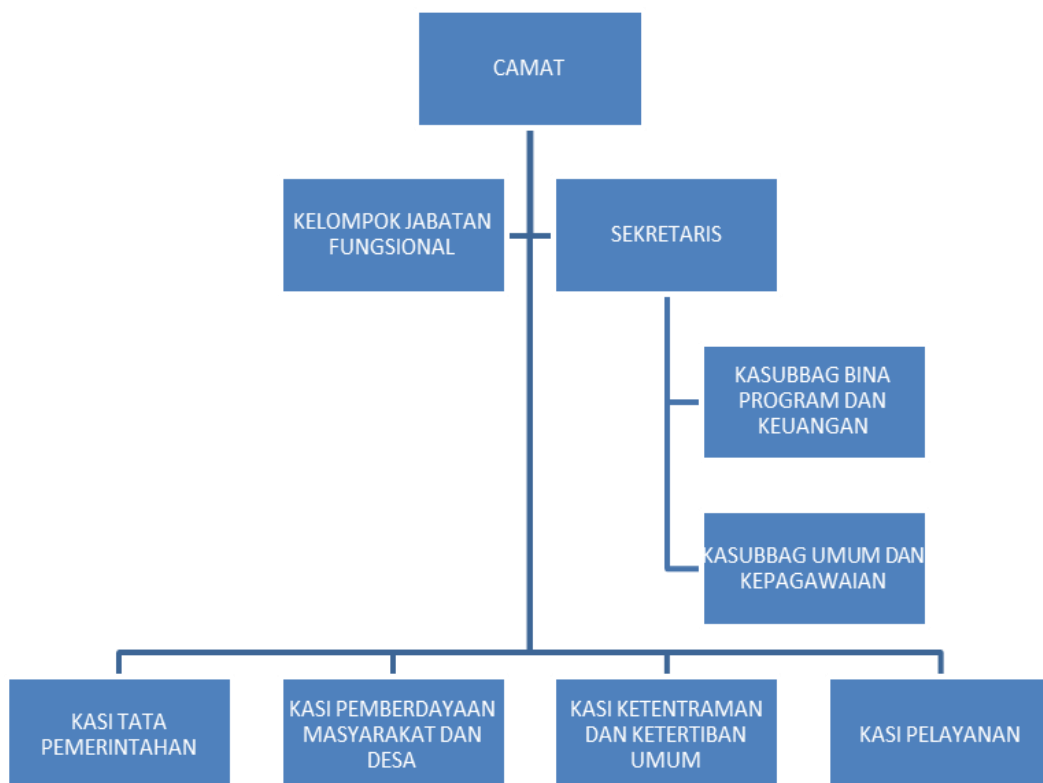 CAMAT
KELOMPOK JABATAN
FUNGSIONAL
SEKRETARIS
KASUBBAG BINA
PROGRAM DAN
KEUANGAN
KASUBBAG UMUM DAN
KEPAGAWAIAN
KASI TATA
PEMERINTAHAN
KASI PEMBERDAYAAN
MASYARAKAT DAN
DESA
KASI KETENTRAMAN
DAN KETERTIBAN
UMUM
KASI PELAYANAN